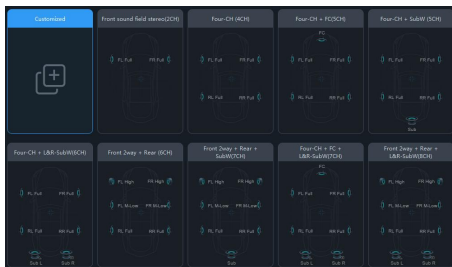 Customized
Front sound field stereo(2CH)
FL Full
FR Full
Four-CH (4CH)
FL Full
FR Full
RL Full
RR Full
Four-CH + FC(5CH)
FC
FL Full
FR Full
RL Full
RR Full
Four-CH + SubW (5CH)
FL Full
FR Full
RL Full
RR Full
Sub
Four-CH + L&R-SubW(6CH)
FL Full
FR Full
RL Full
RR Full
Sub L
Sub R
Front 2way + Rear (6CH)
FL High
FR High
FL M.Low
FR M.Low
RL Full
RR Full
Front 2way + Rear +
SubW(7CH)
FL High
FR High
FL M.Low
FR M.Low
RL Full
RR Full
Sub
Four-CH + FC +
L&R-SubW(7CH)
FC
FL Full
FR Full
RL Full
RR Full
Sub L
Sub R
Front 2way + Rear +
L&R-SubW(8CH)
FL High
FR High
FL M.Low
FR M.Low
RL Full
RR Full
Sub L
Sub R